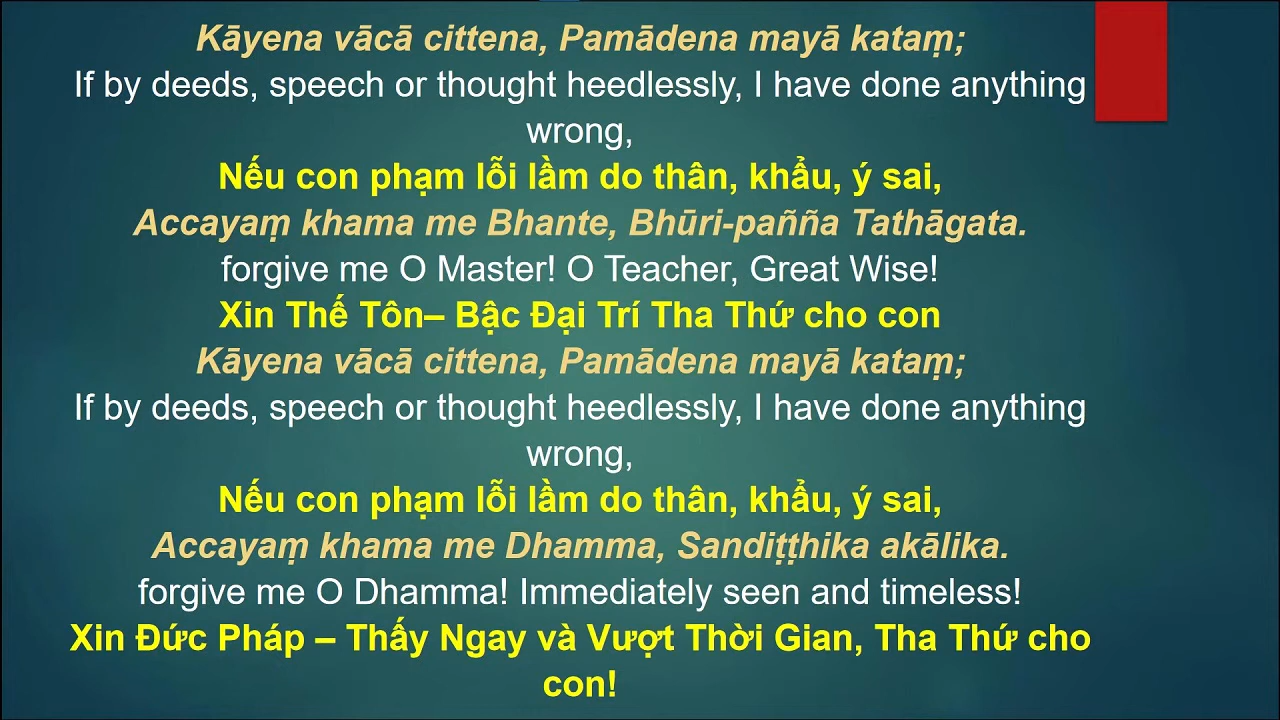 Kāyena vācā cittena, Pamādena mayā kataṃ;
If by deeds, speech or thought heedlessly, I have done anything
wrong,
Nếu con phạm lỗi lầm do thân, khẩu, ý sai,
Accayaṃ khama me Bhante, Bhūri-pañña Tathāgata.
forgive me O Master! O Teacher, Great Wise!
Xin Thế Tôn– Bậc Đại Trí Tha Thứ cho con
Kāyena vācā cittena, Pamādena mayā kataṃ;
If by deeds, speech or thought heedlessly, I have done anything
wrong,
Nếu con phạm lỗi lầm do thân, khẩu, ý sai,
Accayaṃ khama me Dhamma, Sandiṭṭhika akālika.
forgive me O Dhamma! Immediately seen and timeless!
Xin Đức Pháp – Thấy Ngay và Vượt Thời Gian, Tha Thứ cho
con!